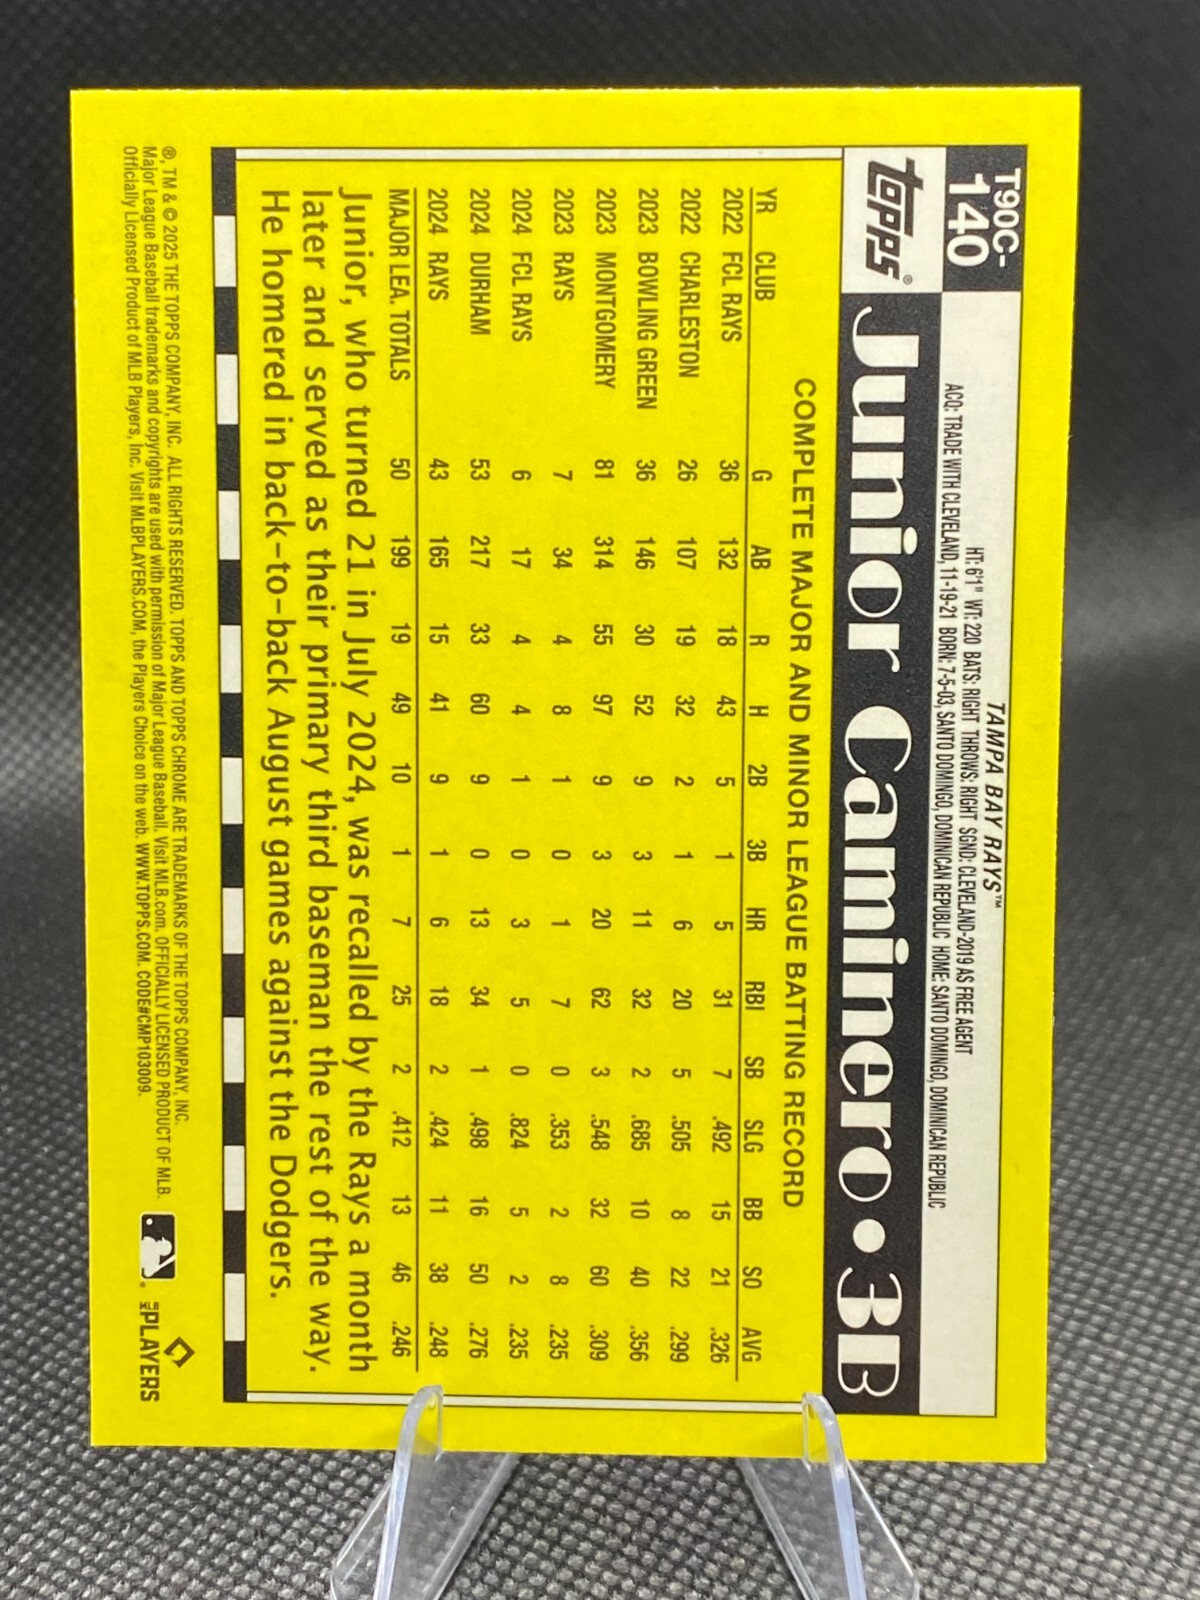 T90C-
140
TAMPA BAY RAYS™
HT: 6'1" WT: 220 BATS: RIGHT THROWS: RIGHT SGND: CLEVELAND-2019 AS FREE AGENT
ACQ: TRADE WITH CLEVELAND, 11-19-21 BORN: 7-5-03, SANTO DOMINGO, DOMINICAN REPUBLIC HOME: SANTO DOMINGO, DOMINICAN REPUBLIC
topps® Junior Caminero • 3B
COMPLETE MAJOR AND MINOR LEAGUE BATTING RECORD
YR CLUB G AB R H 2B 3B HR RBI SB SLG BB SO AVG
2022 FCL RAYS 36 132 18 43 5 1 5 31 7 .492 15 21 .326
2022 CHARLESTON 26 107 19 32 2 1 6 20 5 .505 8 22 .299
2023 BOWLING GREEN 36 146 30 52 9 3 11 32 2 .685 10 40 .356
2023 MONTGOMERY 81 314 55 97 9 3 20 62 3 .548 32 60 .309
2023 RAYS 7 34 4 8 1 0 1 7 0 .353 2 8 .235
2024 FCL RAYS 6 17 4 4 1 0 3 5 0 .824 5 2 .235
2024 DURHAM 53 217 33 60 9 0 13 34 1 .498 16 50 .276
2024 RAYS 43 165 15 41 9 1 6 18 2 .424 11 38 .248
MAJOR LEA. TOTALS 50 199 19 49 10 1 7 25 2 .412 13 46 .246
Junior, who turned 21 in July 2024, was recalled by the Rays a month
later and served as their primary third baseman the rest of the way.
He homered in back-to-back August games against the Dodgers.
®, TM & © 2025 THE TOPPS COMPANY, INC. ALL RIGHTS RESERVED. TOPPS AND TOPPS CHROME ARE TRADEMARKS OF THE TOPPS COMPANY, INC.
Major League Baseball trademarks and copyrights are used with permission of Major League Baseball. Visit MLB.com. OFFICIALLY LICENSED PRODUCT OF MLB.
Officially Licensed Product of MLB Players, Inc. Visit MLBPLAYERS.COM, the Players Choice on the web. WWW.TOPPS.COM. CODE#CMP103009.
MLB PLAYERS